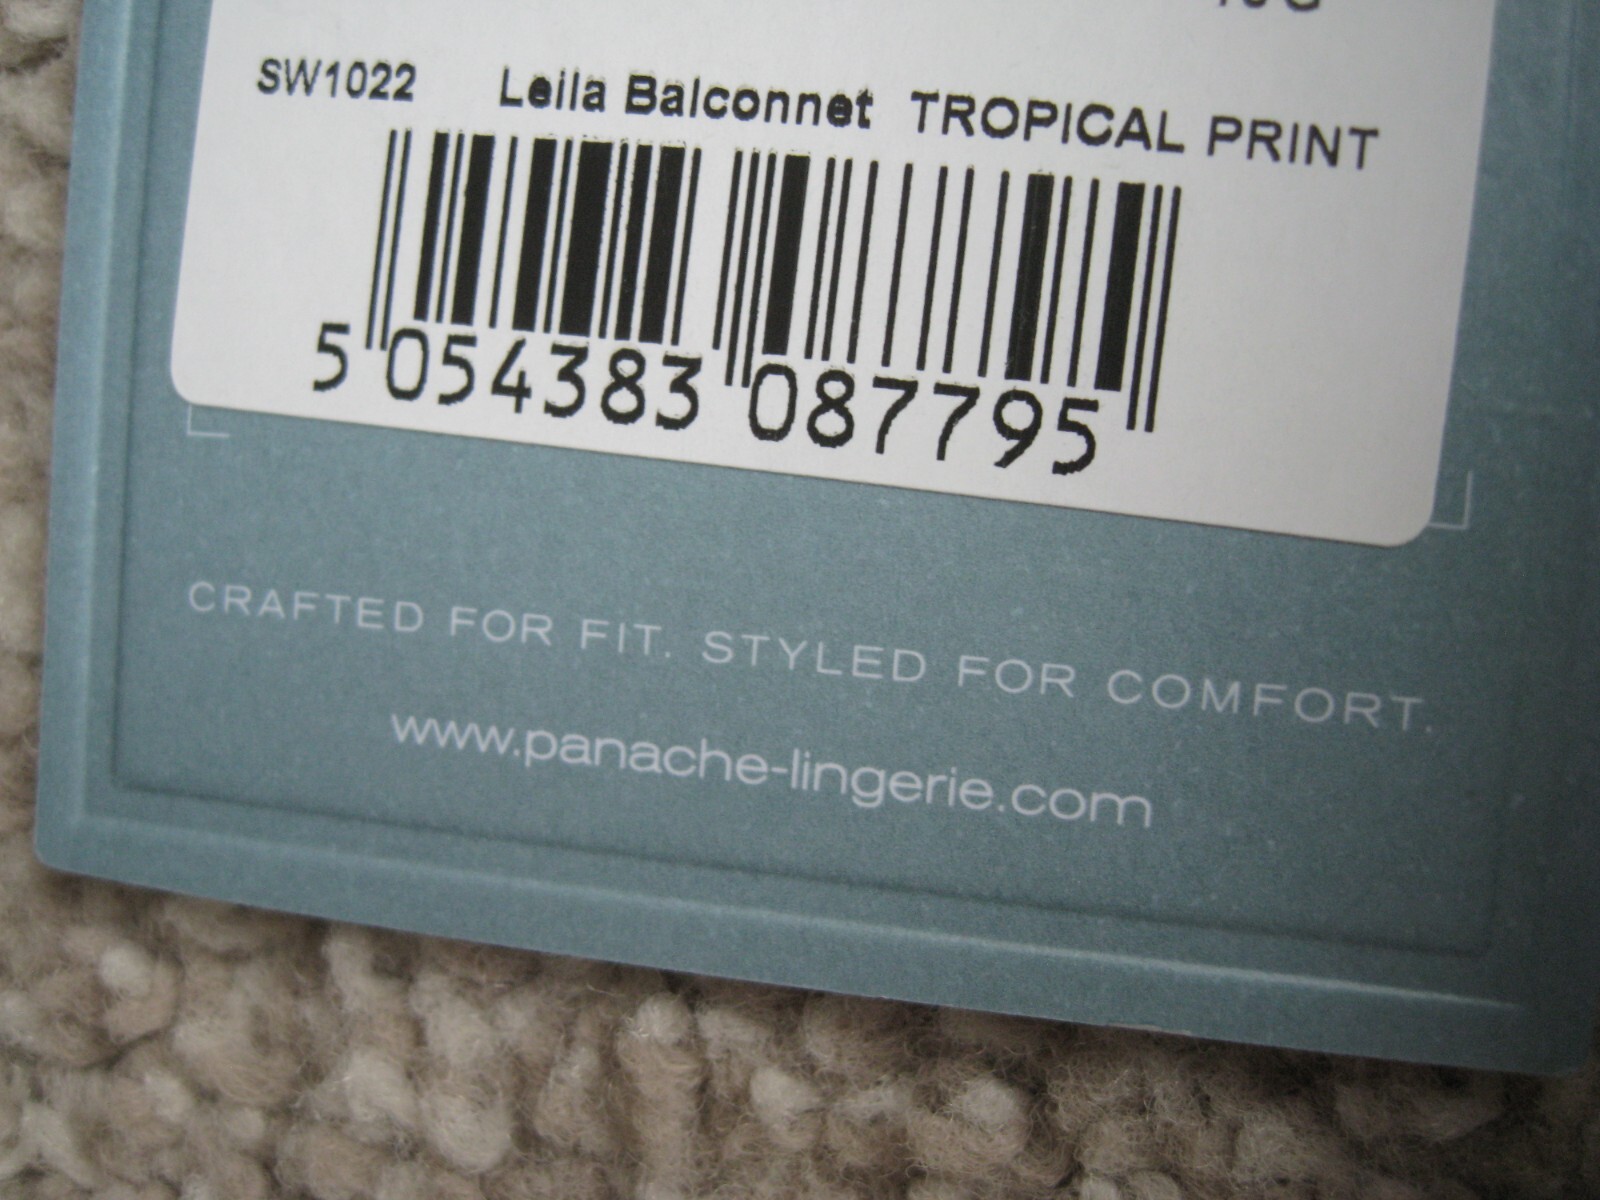 SW1022 Leila Balconnet TROPICAL PRINT
5 054383 087795
CRAFTED FOR FIT. STYLED FOR COMFORT.
www.panache-lingerie.com